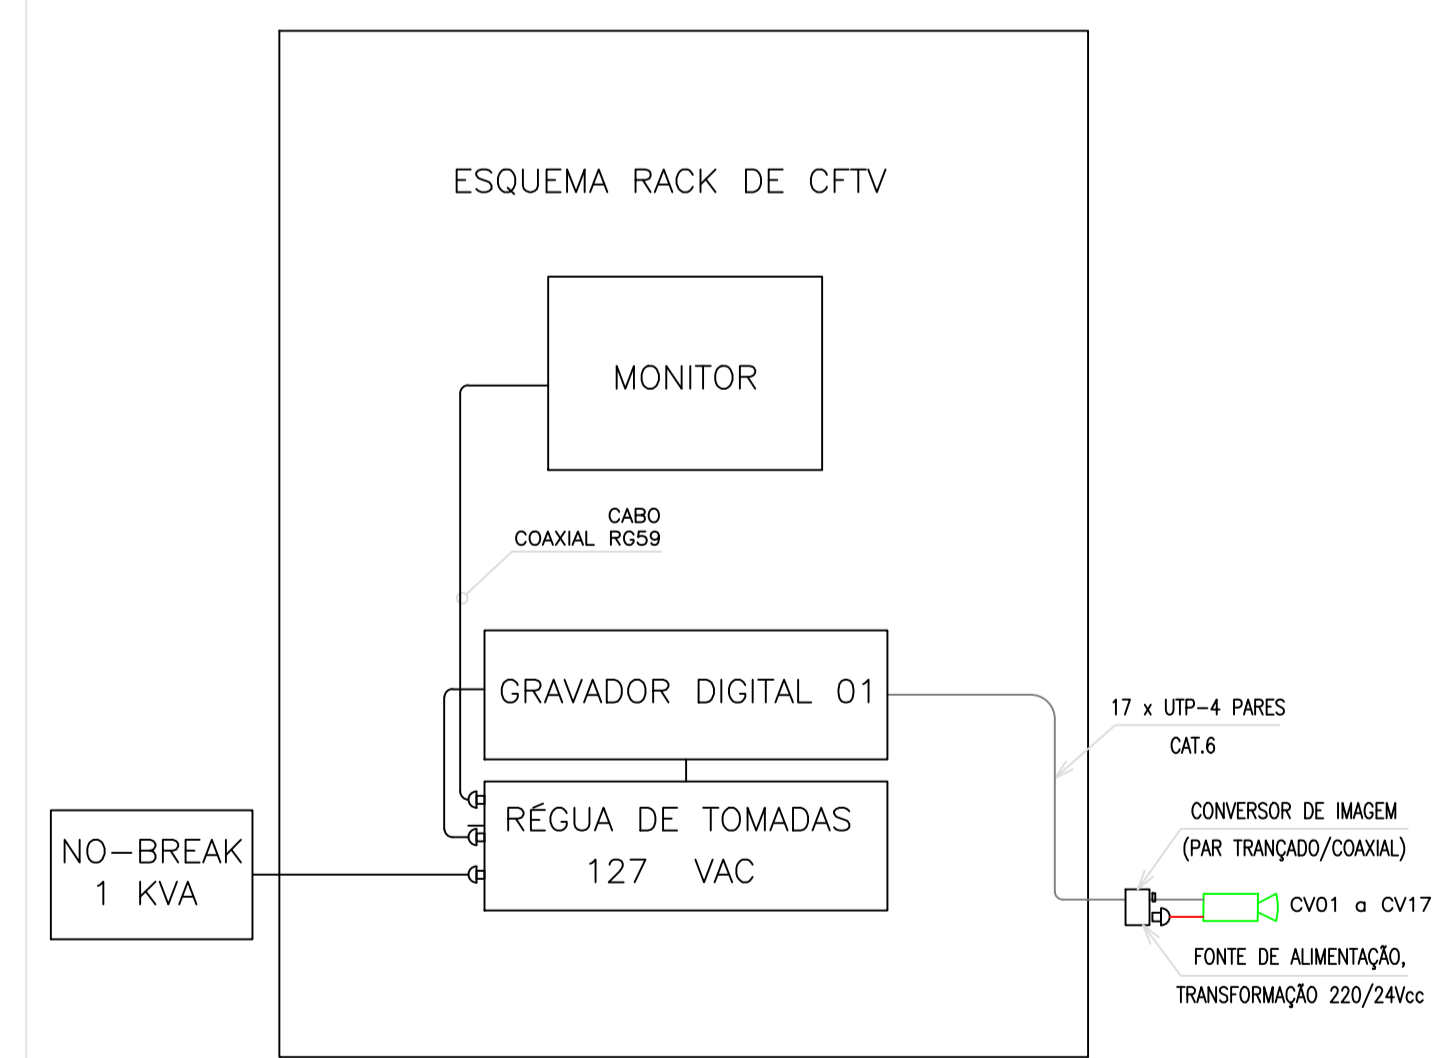 ESQUEMA RACK DE CFTV
MONITOR
CABO
COAXIAL RG59
GRAVADOR DIGITAL 01
17 x UTP-4 PARES
CAT.6
RÉGUA DE TOMADAS
127 VAC
NO-BREAK
1 KVA
CONVERSOR DE IMAGEM
(PAR TRANÇADO/COAXIAL)
CV01 a CV17
FONTE DE ALIMENTAÇÃO,
TRANSFORMAÇÃO 220/24Vcc